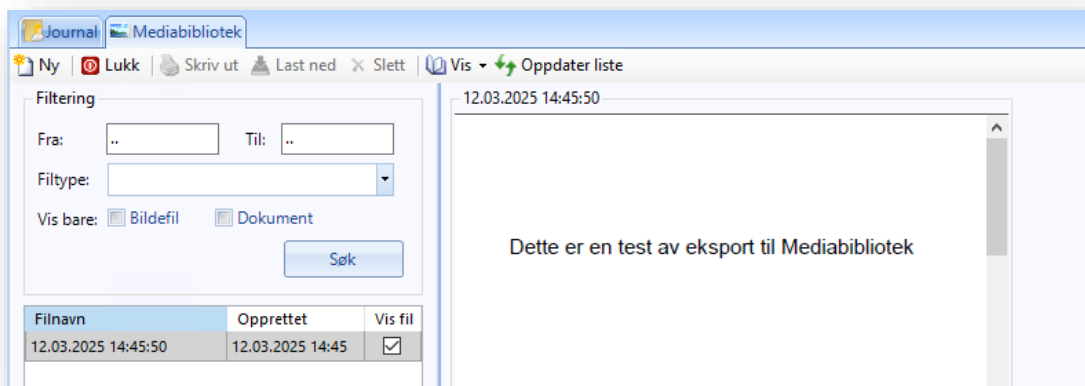 Journal Mediabibliotek
Ny Lukk Skriv ut Last ned Slett Vis Oppdater liste
Filtering
Fra: .. Til: ..
Filtype:
Vis bare: Bildefil Dokument
Søk
Filnavn Opprettet Vis fil
12.03.2025 14:45:50 12.03.2025 14:45
12.03.2025 14:45:50
Dette er en test av eksport til Mediabibliotek